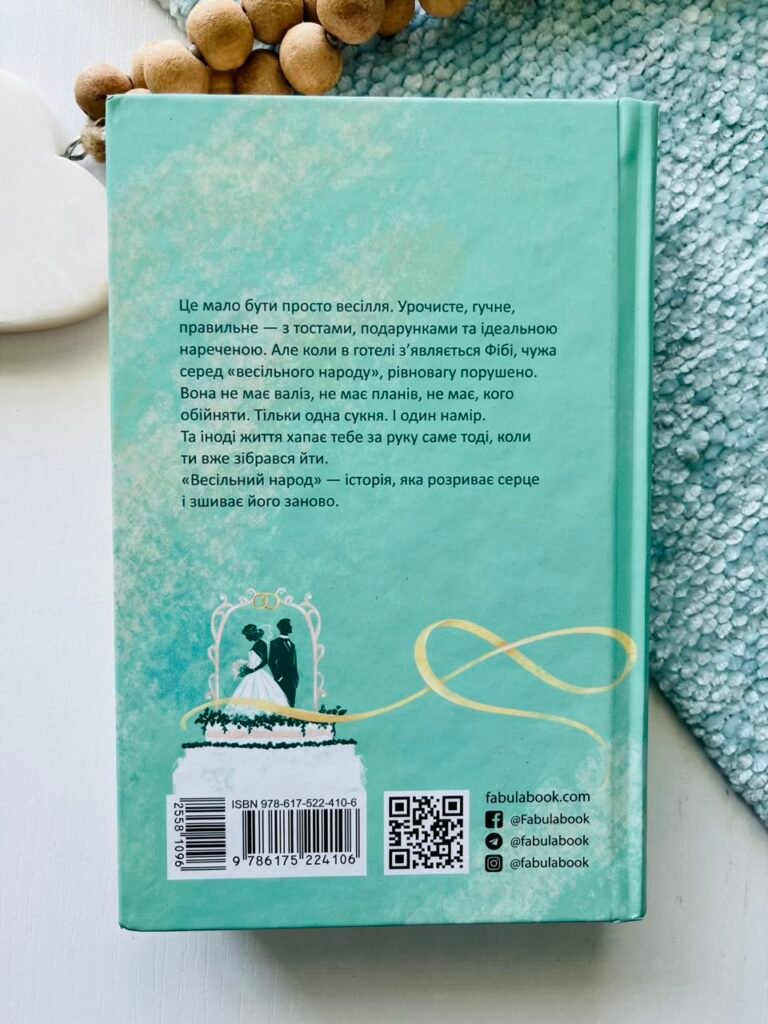 Це мало бути просто весілля. Урочисте, гучне,
правильне — з тостами, подарунками та ідеальною
нареченою. Але коли в готелі з’являється Фібі, чужа
серед «весільного народу», рівновагу порушено.
Вона не має валіз, не має планів, не має, кого
обійняти. Тільки одна сукня. І один намір.
Та іноді життя хапає тебе за руку саме тоді, коли
ти вже зібрався йти.
«Весільний народ» — історія, яка розриває серце
і зшиває його заново.
2558 1096
ISBN 978-617-522-410-6
9 786175 224106
fabulabook.com
@Fabulabook
@fabulabook
@fabulabook